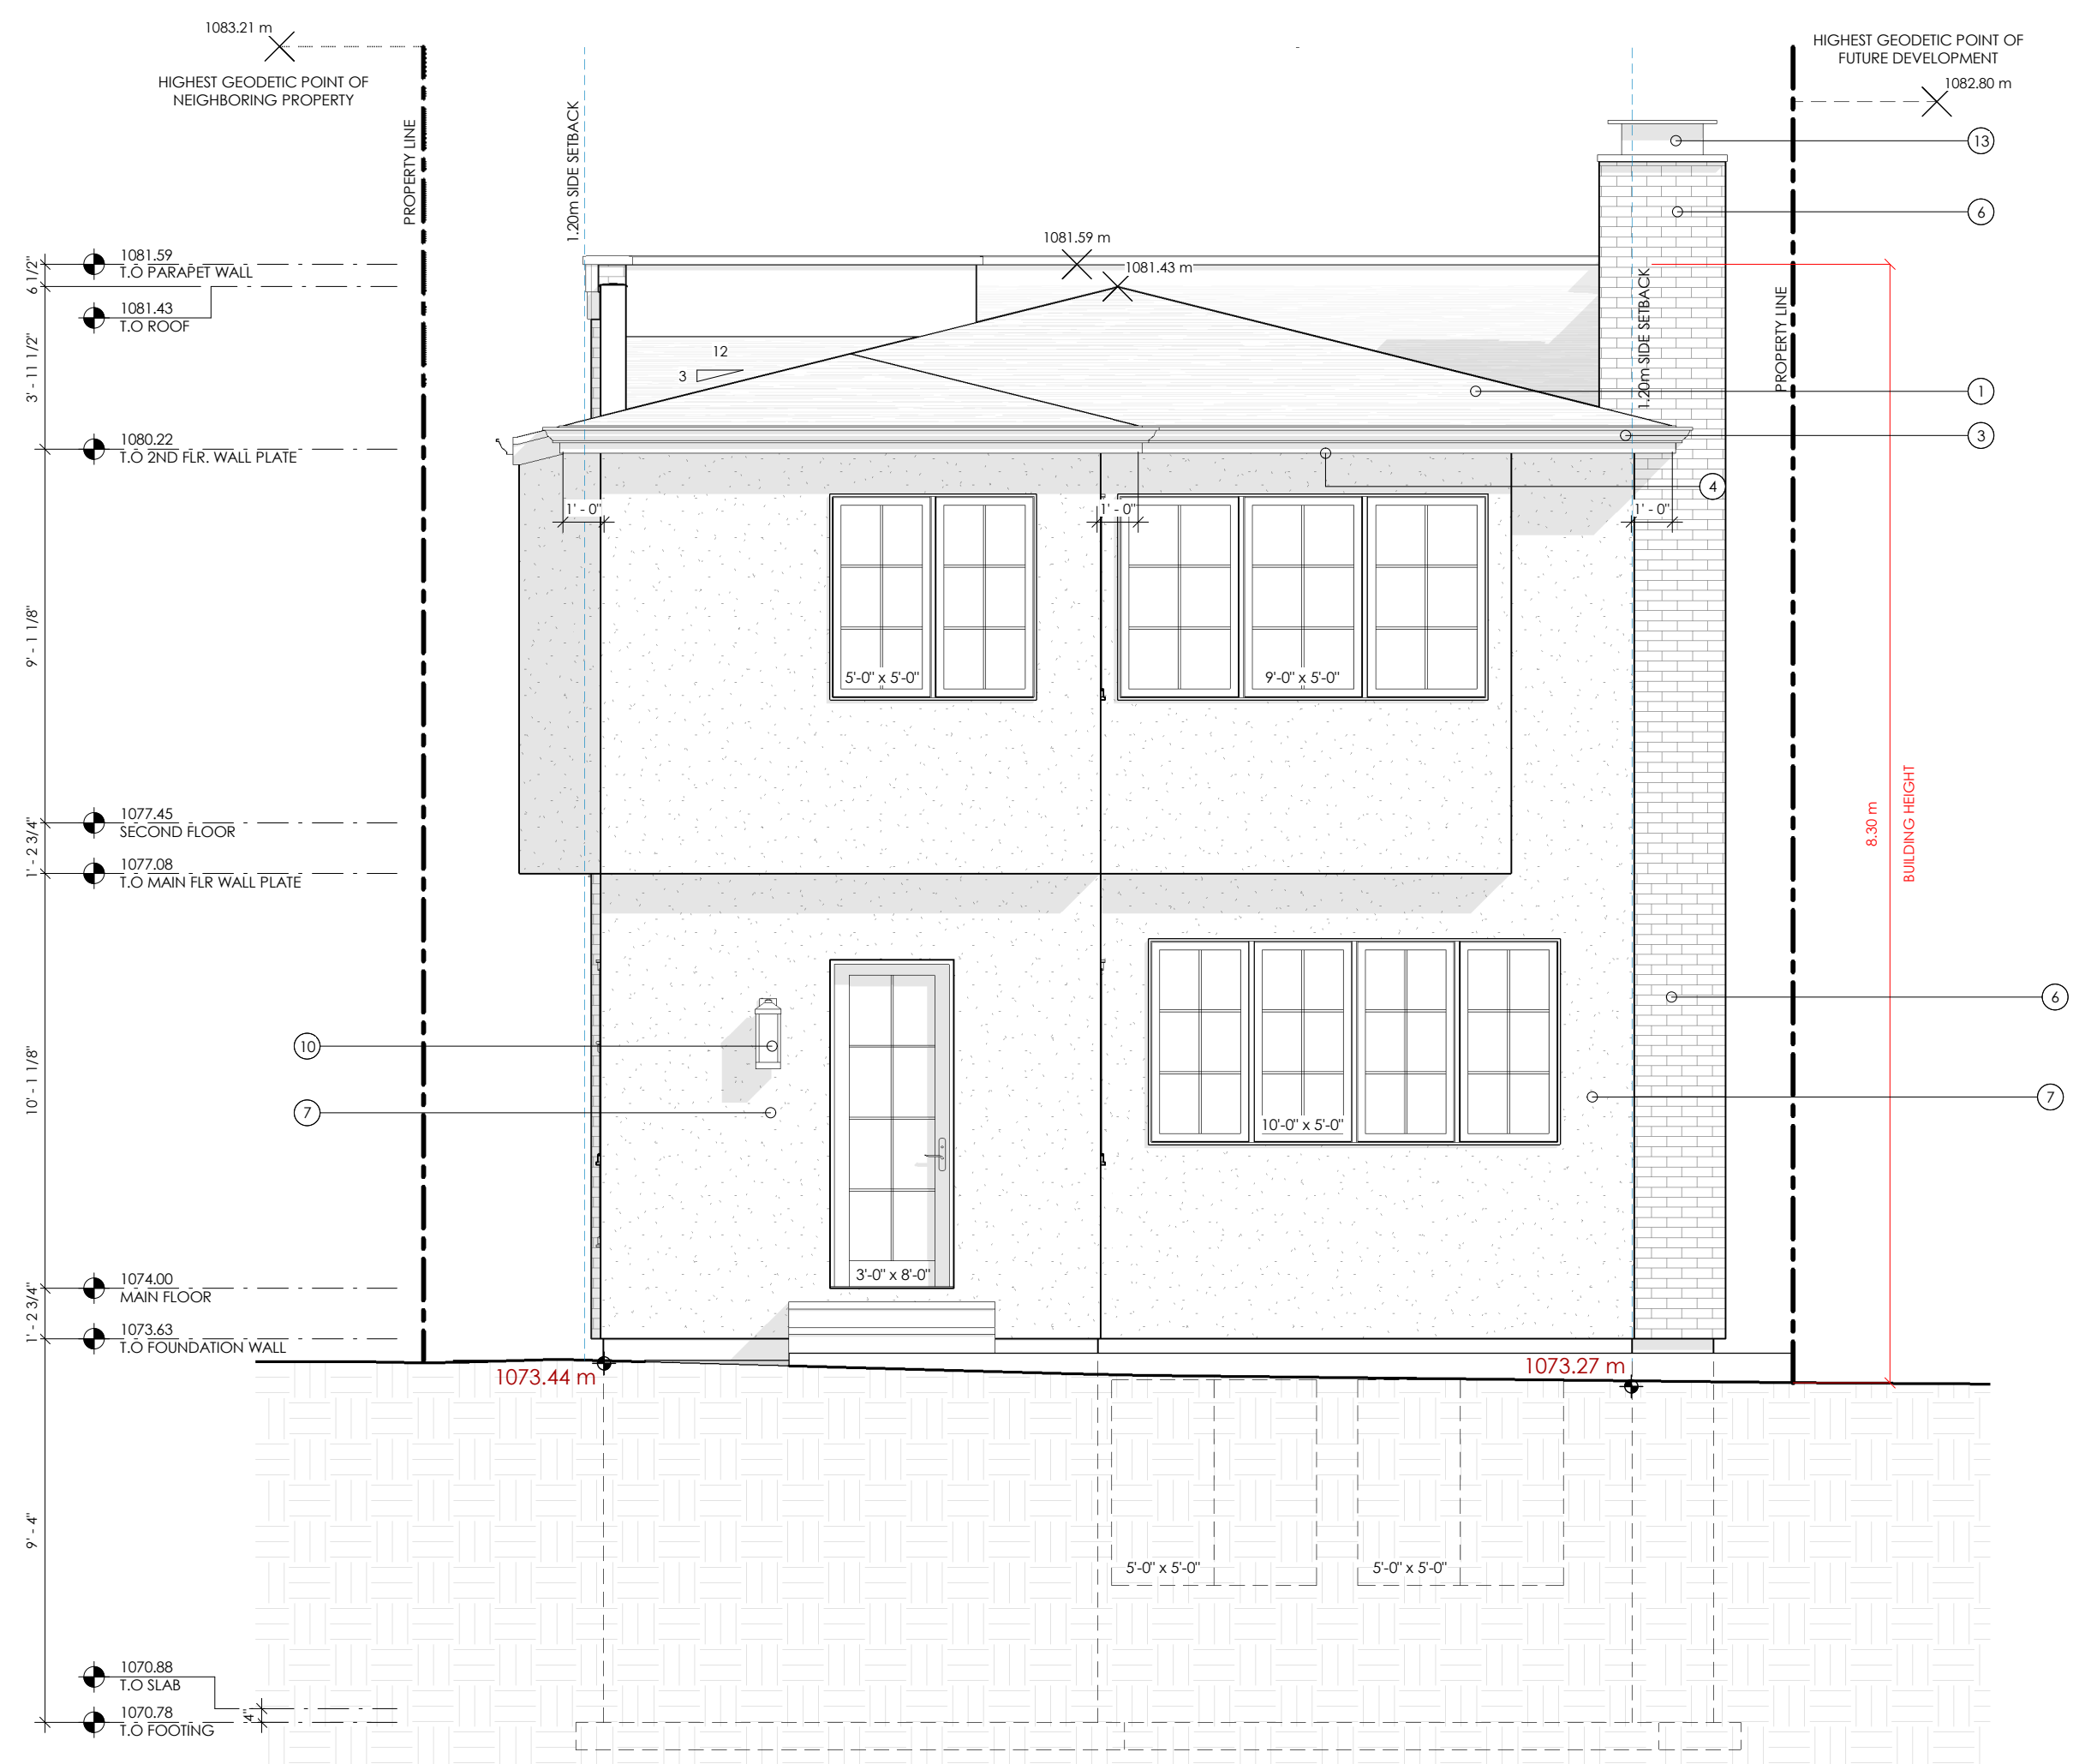 1083.21 m
HIGHEST GEODETIC POINT OF
NEIGHBORING PROPERTY
HIGHEST GEODETIC POINT OF
FUTURE DEVELOPMENT
1082.80 m
PROPERTY LINE
1.20m SIDE SETBACK
13
6
1081.59 m
1081.43 m
1081.59
T.O PARAPET WALL
6 1/2"
1081.43
T.O ROOF
3' - 11 1/2"
12
3
1.20m SIDE SETBACK
PROPERTY LINE
1
3
1080.22
T.O 2ND FLR. WALL PLATE
4
1' - 0"
1' - 0"
1' - 0"
9' - 1 1/8"
5'-0" x 5'-0"
9'-0" x 5'-0"
1077.45
SECOND FLOOR
1' - 2 3/4"
1077.08
T.O MAIN FLR WALL PLATE
8.30 m
BUILDING HEIGHT
6
10
7
7
10' - 1 1/8"
10'-0" x 5'-0"
3'-0" x 8'-0"
1074.00
MAIN FLOOR
1' - 2 3/4"
1073.63
T.O FOUNDATION WALL
1073.44 m
1073.27 m
9' - 4"
5'-0" x 5'-0"
5'-0" x 5'-0"
1070.88
T.O SLAB
4"
1070.78
T.O FOOTING